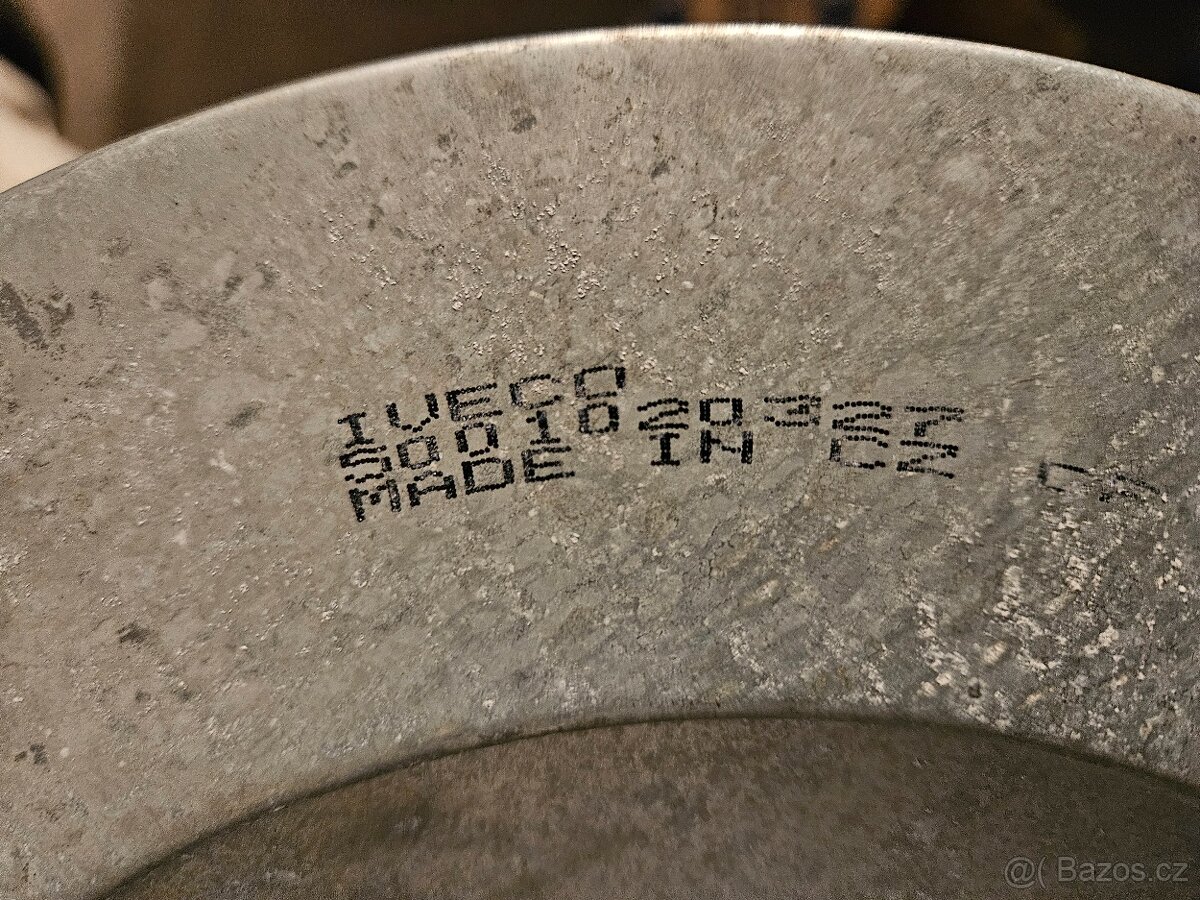 IVECO
5001020327
MADE IN CZ
Bazos.cz